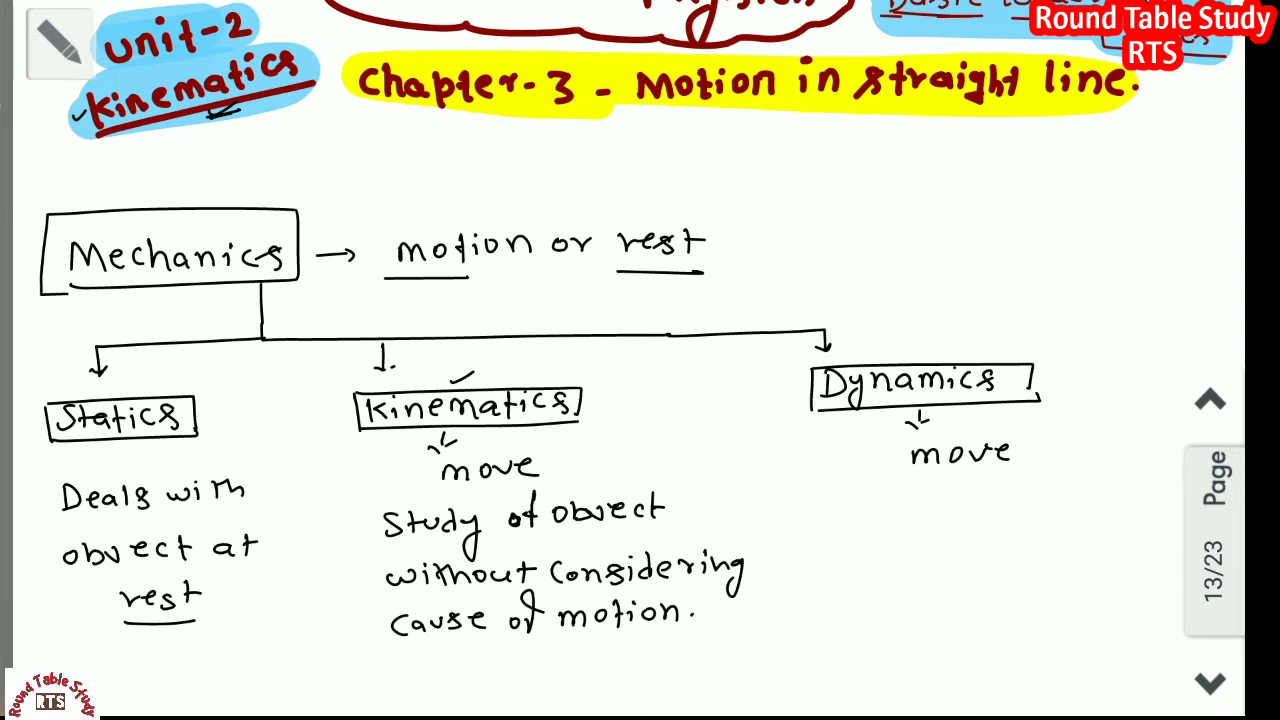 Physics
Basic
Round Table Study
RTS
Unit-2
Kinematics
Chapter-3 - Motion in straight line.
Mechanics → motion or rest
Statics
Kinematics
Dynamics
move
move
Deals with
obvect at
rest
Study of obvect
without considering
cause of motion.
Page
13/23
Round Table Study
RTS